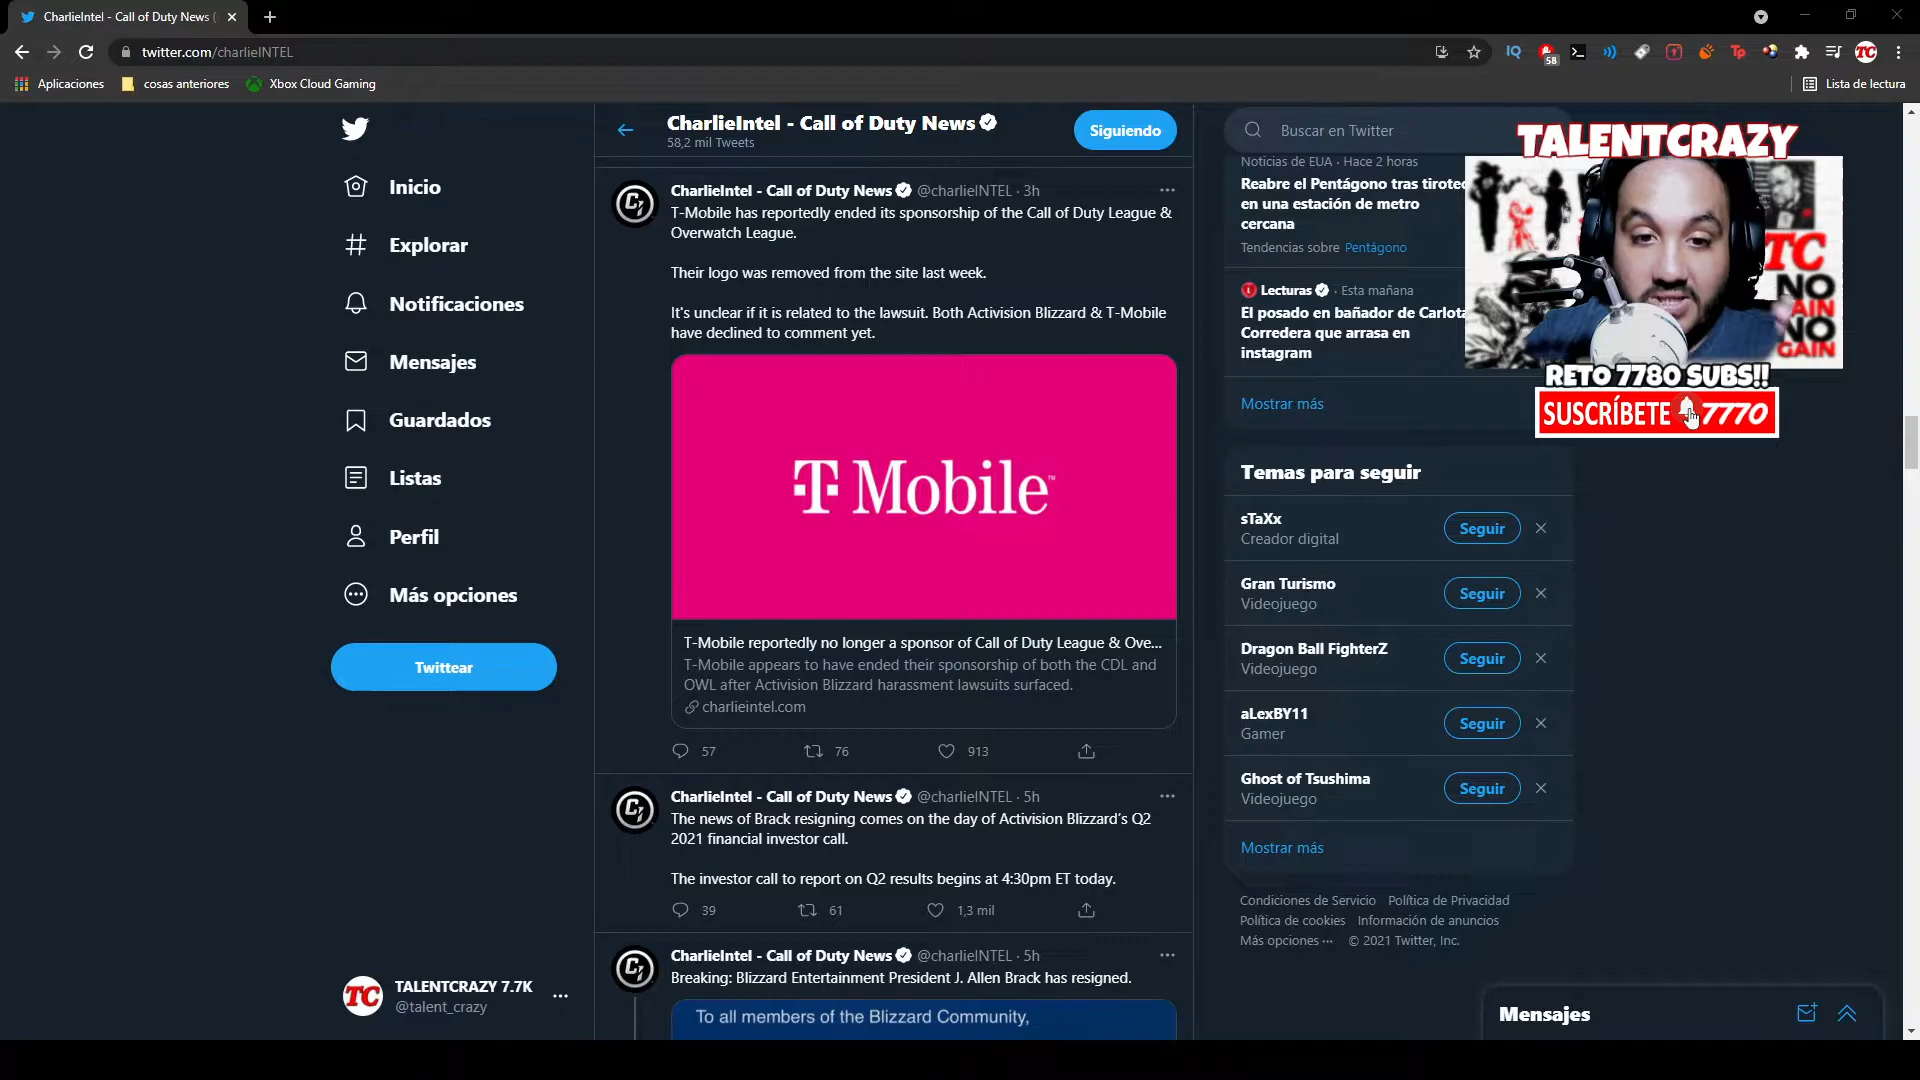 CharlieIntel - Call of Duty News (
twitter.com/charlieINTEL
58
Aplicaciones
cosas anteriores
Xbox Cloud Gaming
Lista de lectura
Inicio
Explorar
Notificaciones
Mensajes
Guardados
Listas
Perfil
Más opciones
Twittear
TALENTCRAZY 7.7K
@talent_crazy
CharlieIntel - Call of Duty News
58,2 mil Tweets
Siguiendo
CharlieIntel - Call of Duty News @charlieINTEL · 3h
T-Mobile has reportedly ended its sponsorship of the Call of Duty League &
Overwatch League.
Their logo was removed from the site last week.
It's unclear if it is related to the lawsuit. Both Activision Blizzard & T-Mobile
have declined to comment yet.
T Mobile™
T-Mobile reportedly no longer a sponsor of Call of Duty League & Ove...
T-Mobile appears to have ended their sponsorship of both the CDL and
OWL after Activision Blizzard harassment lawsuits surfaced.
charlieintel.com
57 76 913
CharlieIntel - Call of Duty News @charlieINTEL · 5h
The news of Brack resigning comes on the day of Activision Blizzard's Q2
2021 financial investor call.
The investor call to report on Q2 results begins at 4:30pm ET today.
39 61 1,3 mil
CharlieIntel - Call of Duty News @charlieINTEL · 5h
Breaking: Blizzard Entertainment President J. Allen Brack has resigned.
To all members of the Blizzard Community,
Buscar en Twitter
Noticias de EUA · Hace 2 horas
Reabre el Pentágono tras tirote
en una estación de metro
cercana
Tendencias sobre Pentágono
Lecturas · Esta mañana
El posado en bañador de Carlota
Corredera que arrasa en
instagram
Mostrar más
TALENTCRAZY
TC
NO
GAIN
NO
GAIN
RETO 7780 SUBS!!
SUSCRÍBETE 7770
Temas para seguir
sTaXx
Creador digital
Seguir
Gran Turismo
Videojuego
Seguir
Dragon Ball FighterZ
Videojuego
Seguir
aLexBY11
Gamer
Seguir
Ghost of Tsushima
Videojuego
Seguir
Mostrar más
Condiciones de Servicio Política de Privacidad
Política de cookies Información de anuncios
Más opciones ··· © 2021 Twitter, Inc.
Mensajes